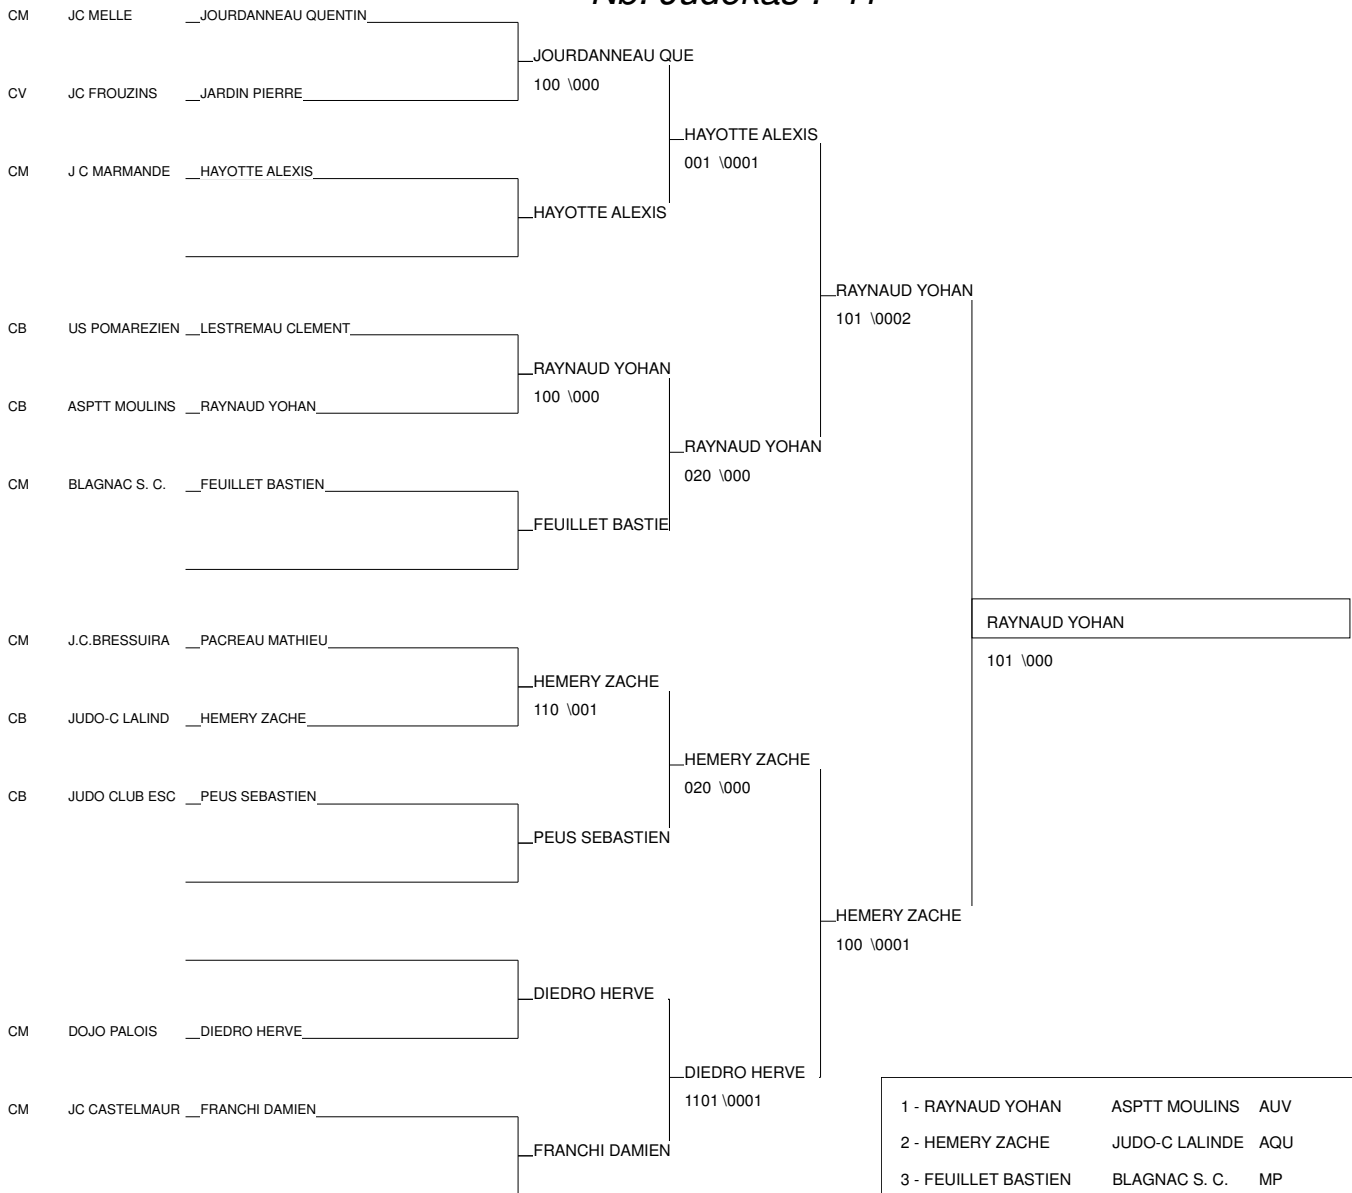 Nb. Judokas : 11
CM JC MELLE JOURDANNEAU QUENTIN
JOURDANNEAU QUE
100 \000
CV JC FROUZINS JARDIN PIERRE
HAYOTTE ALEXIS
001 \0001
CM J C MARMANDE HAYOTTE ALEXIS
HAYOTTE ALEXIS
RAYNAUD YOHAN
101 \0002
CB US POMAREZIEN LESTREMAU CLEMENT
RAYNAUD YOHAN
100 \000
CB ASPTT MOULINS RAYNAUD YOHAN
RAYNAUD YOHAN
020 \000
CM BLAGNAC S. C. FEUILLET BASTIEN
FEUILLET BASTIE
RAYNAUD YOHAN
101 \000
CM J.C.BRESSUIRA PACREAU MATHIEU
HEMERY ZACHE
110 \001
CB JUDO-C LALIND HEMERY ZACHE
HEMERY ZACHE
020 \000
CB JUDO CLUB ESC PEUS SEBASTIEN
PEUS SEBASTIEN
HEMERY ZACHE
100 \0001
DIEDRO HERVE
CM DOJO PALOIS DIEDRO HERVE
DIEDRO HERVE
1101 \0001
CM JC CASTELMAUR FRANCHI DAMIEN
FRANCHI DAMIEN
1 - RAYNAUD YOHAN ASPTT MOULINS AUV
2 - HEMERY ZACHE JUDO-C LALINDE AQU
3 - FEUILLET BASTIEN BLAGNAC S. C. MP